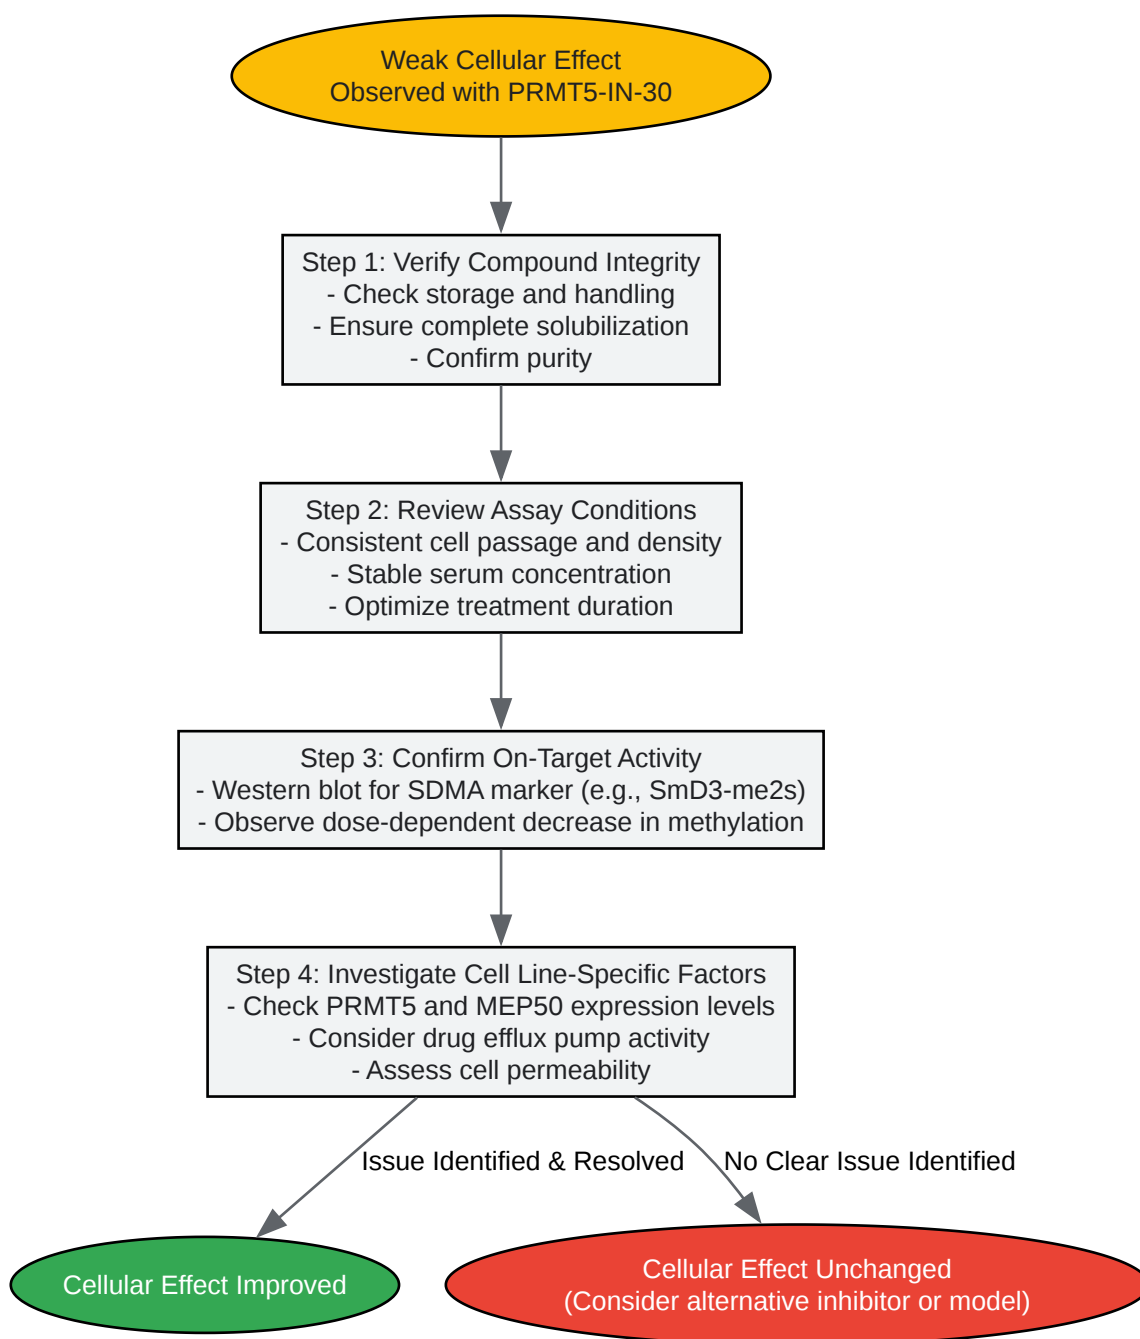 Weak Cellular Effect
Observed with PRMT5-IN-30
Step 1: Verify Compound Integrity
- Check storage and handling
- Ensure complete solubilization
- Confirm purity
Step 2: Review Assay Conditions
- Consistent cell passage and density
- Stable serum concentration
- Optimize treatment duration
Step 3: Confirm On-Target Activity
- Western blot for SDMA marker (e.g., SmD3-me2s)
- Observe dose-dependent decrease in methylation
Step 4: Investigate Cell Line-Specific Factors
- Check PRMT5 and MEP50 expression levels
- Consider drug efflux pump activity
- Assess cell permeability
Issue Identified & Resolved
No Clear Issue Identified
Cellular Effect Improved
Cellular Effect Unchanged
(Consider alternative inhibitor or model)